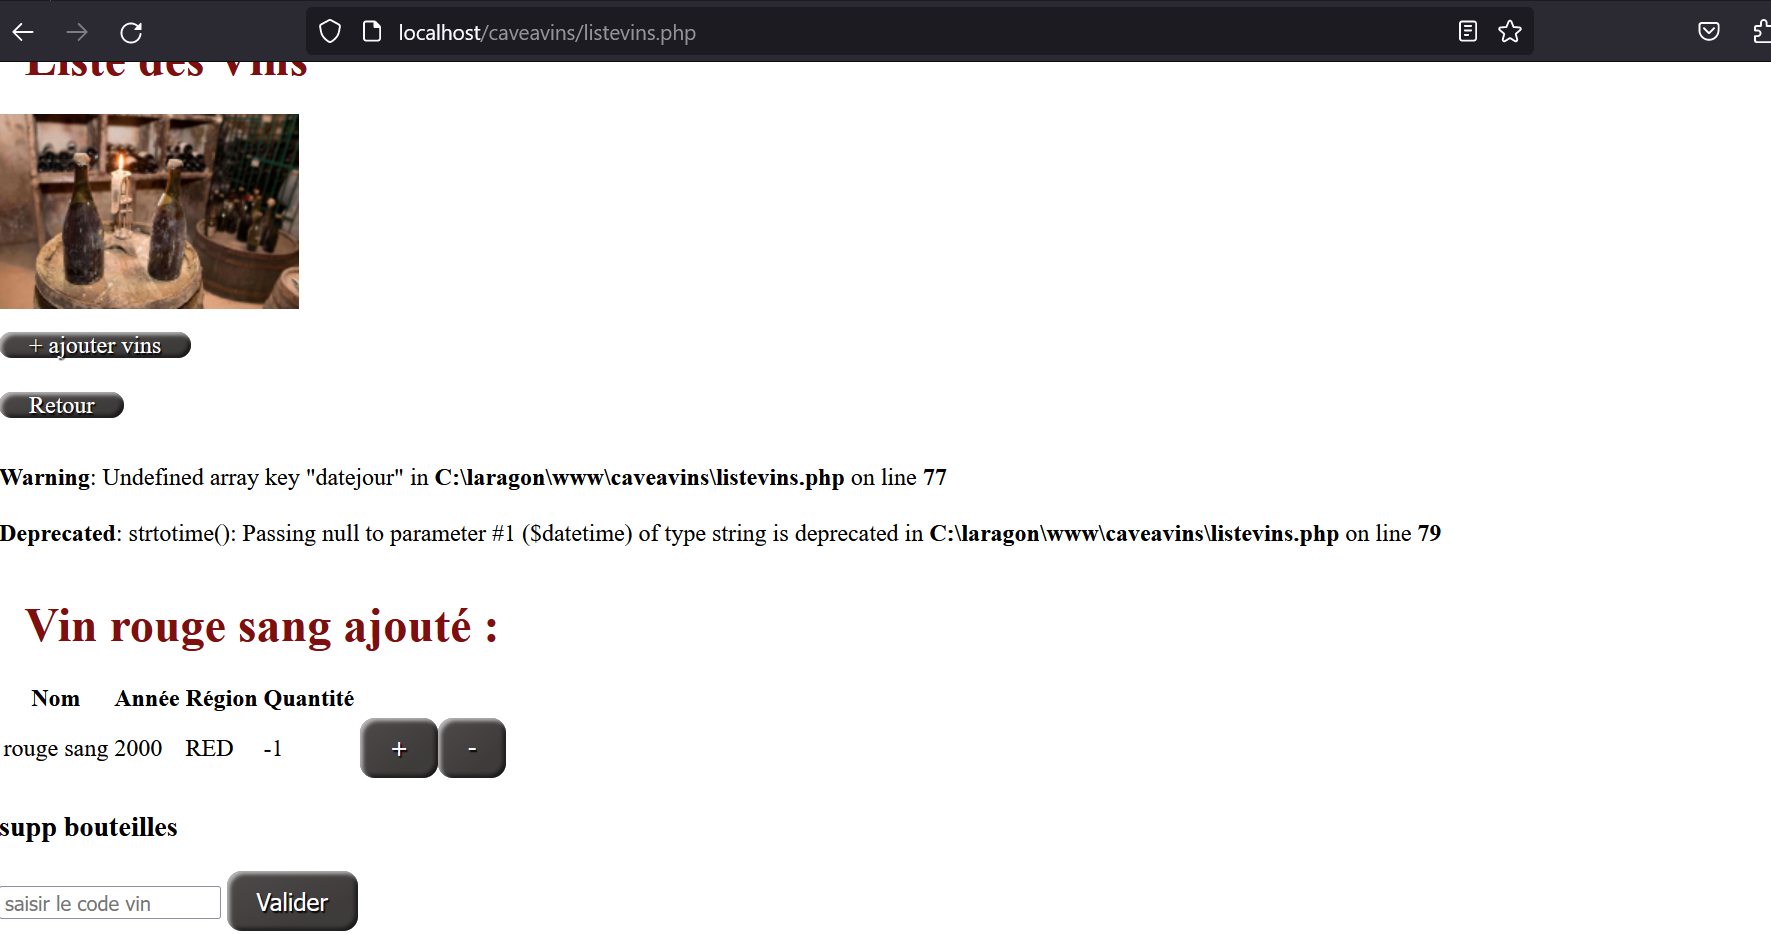 localhost/caveavins/listevins.php
Liste des Vins
+ ajouter vins
Retour
Warning: Undefined array key "datejour" in C:\laragon\www\caveavins\listevins.php on line 77
Deprecated: strtotime(): Passing null to parameter #1 ($datetime) of type string is deprecated in C:\laragon\www\caveavins\listevins.php on line 79
Vin rouge sang ajouté :
Nom Année Région Quantité
rouge sang 2000 RED -1 + -
supp bouteilles
saisir le code vin Valider